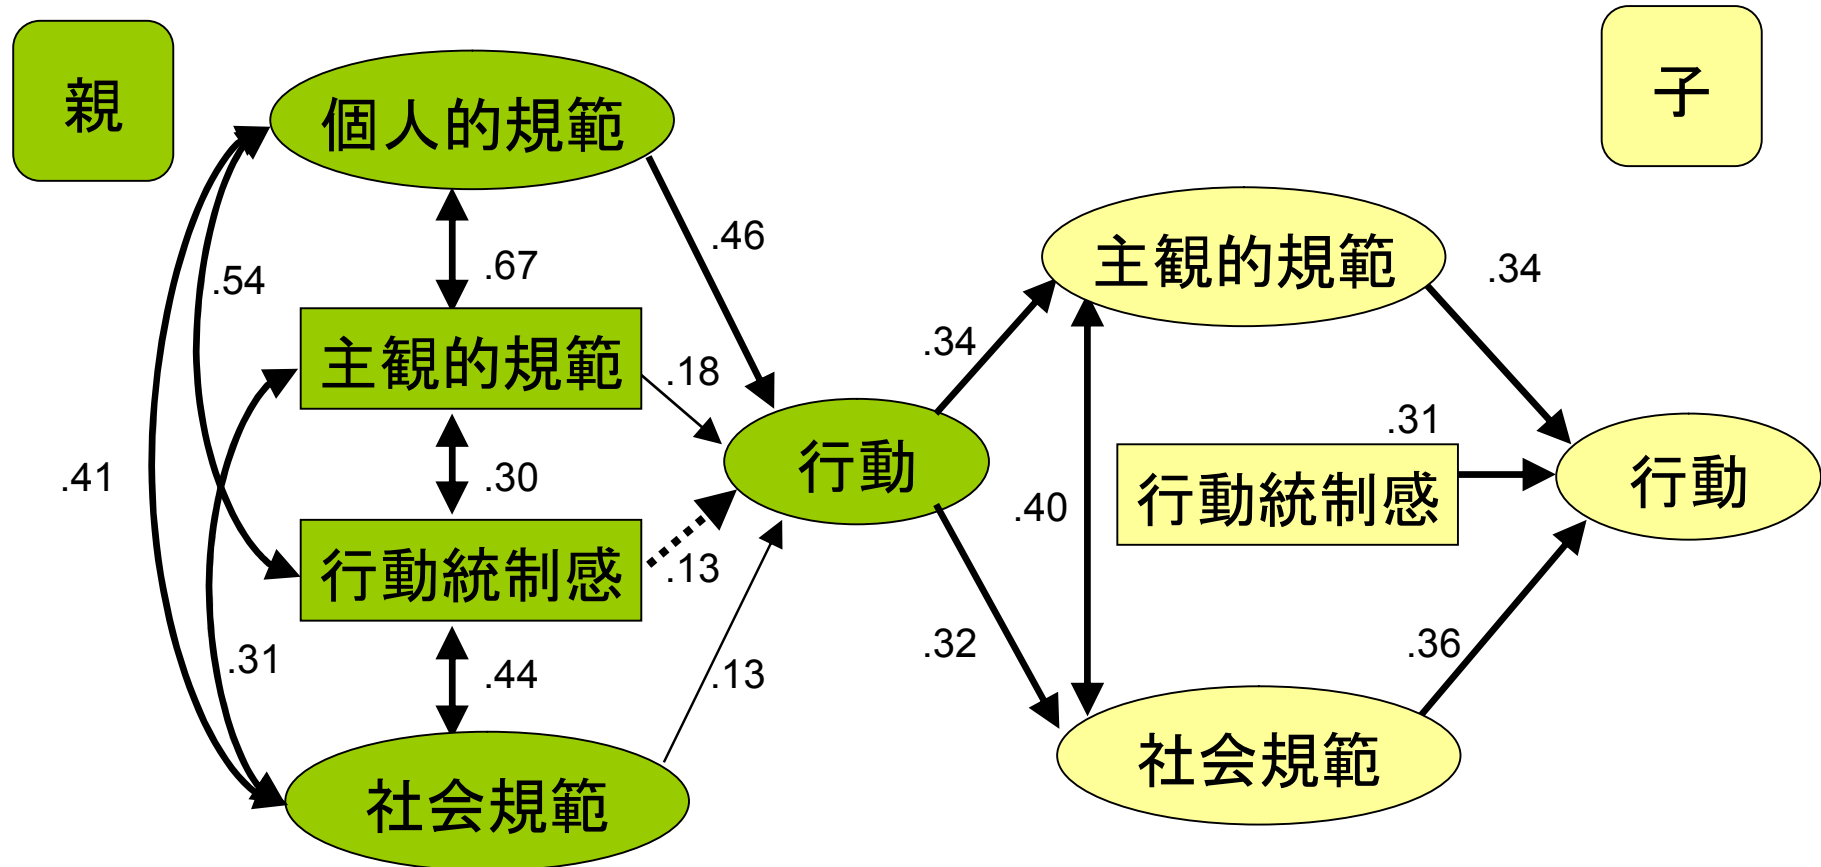 親
子
個人的規範
.46
.54
.67
主観的規範
.18
.41
.30
行動統制感
.13
.31
.44
.13
社会規範
行動
.34
.32
主観的規範
.34
.31
行動統制感
.40
行動
.36
社会規範